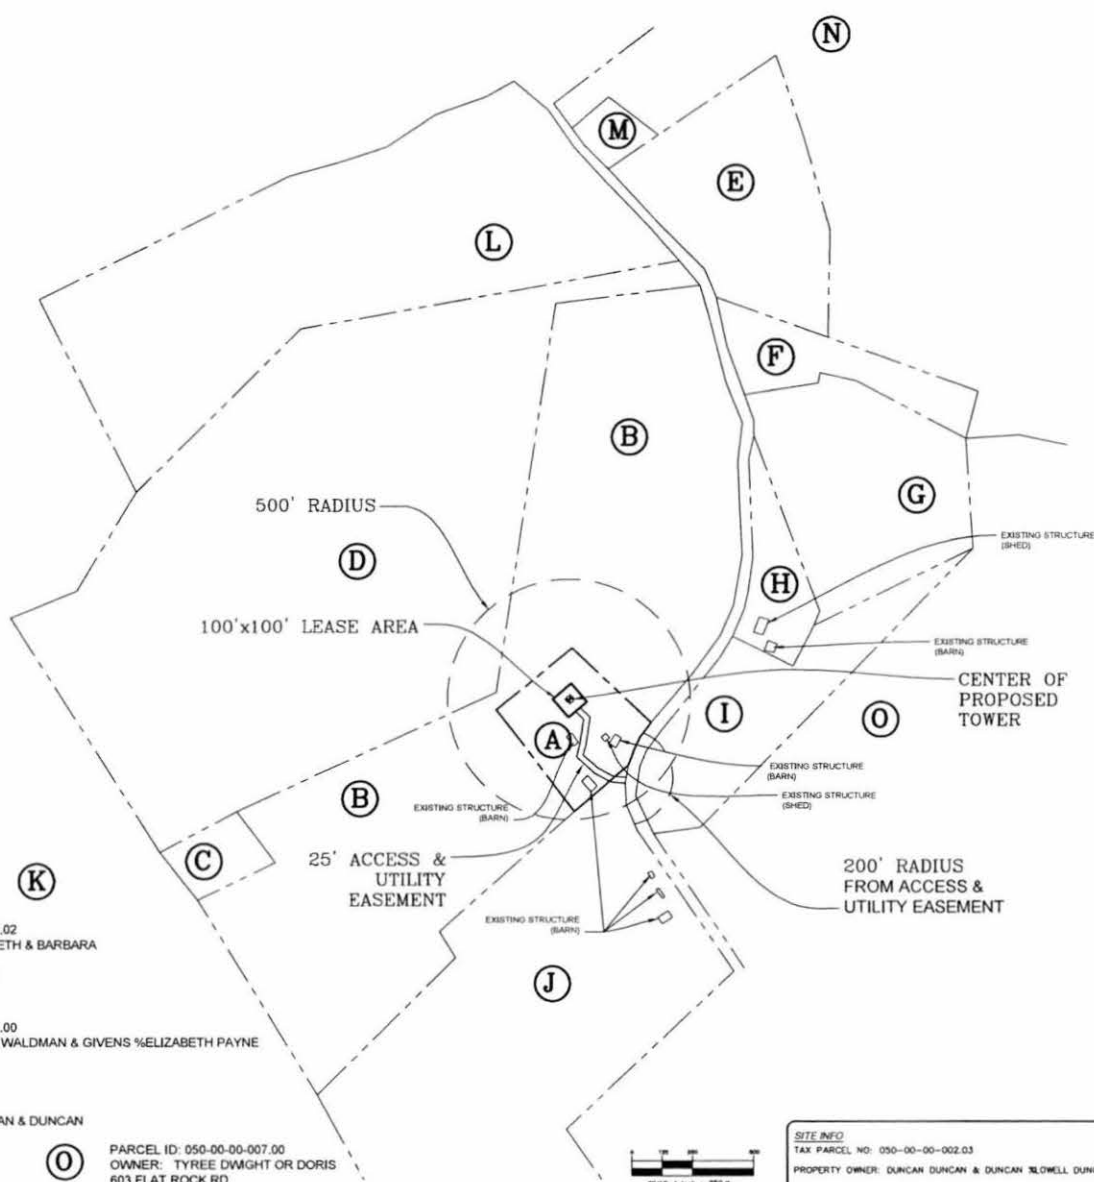 N
M
E
L
F
B
500' RADIUS
G
EXISTING STRUCTURE
(SHED)
D
H
100'x100' LEASE AREA
EXISTING STRUCTURE
(BARN)
CENTER OF
PROPOSED
TOWER
I
O
A
EXISTING STRUCTURE
(BARN)
EXISTING STRUCTURE
(SHED)
B
EXISTING STRUCTURE
(BARN)
C
25' ACCESS &
UTILITY
EASEMENT
200' RADIUS
FROM ACCESS &
UTILITY EASEMENT
K
EXISTING STRUCTURE
(BARN)
.02
ETH & BARBARA
J
.00
WALDMAN & GIVENS %ELIZABETH PAYNE
AN & DUNCAN
O
PARCEL ID: 050-00-00-007.00
OWNER: TYREE DWIGHT OR DORIS
603 FLAT ROCK RD
SITE INFO
TAX PARCEL NO: 050-00-00-002.03
PROPERTY OWNER: DUNCAN DUNCAN & DUNCAN %LOWELL DUNC